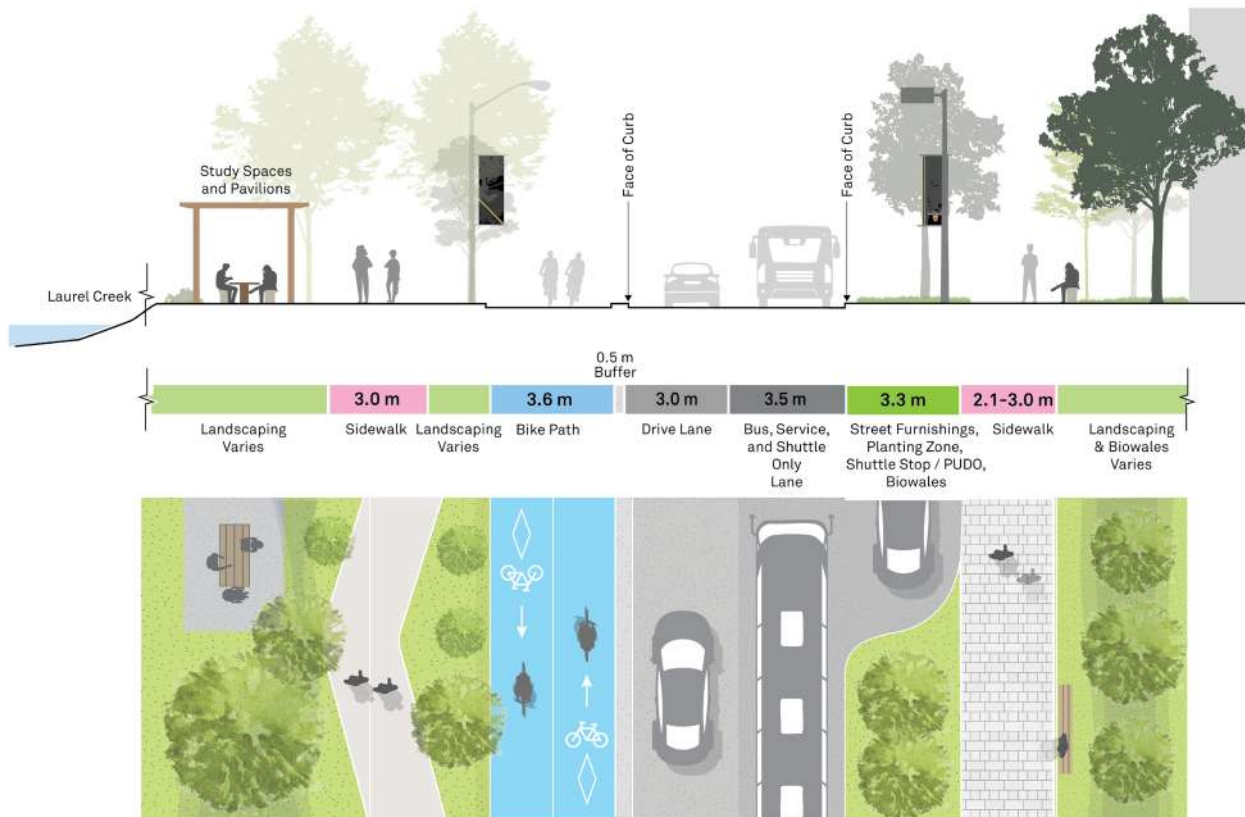 Study Spaces
and Pavilions
Laurel Creek
Face of Curb
Face of Curb
0.5 m
Buffer
3.0 m
3.6 m
3.0 m
3.5 m
3.3 m
2.1-3.0 m
Landscaping
Varies
Sidewalk
Landscaping
Varies
Bike Path
Drive Lane
Bus, Service,
and Shuttle
Only
Lane
Street Furnishings,
Planting Zone,
Shuttle Stop / PUDO,
Biowales
Sidewalk
Landscaping
& Biowales
Varies